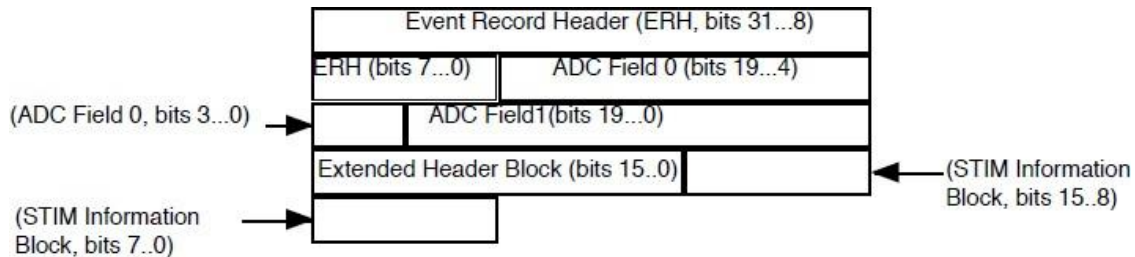 Event Record Header (ERH, bits 31...8)
ERH (bits 7...0)
ADC Field 0 (bits 19...4)
(ADC Field 0, bits 3...0)
ADC Field1(bits 19...0)
Extended Header Block (bits 15..0)
(STIM Information
Block, bits 15..8)
(STIM Information
Block, bits 7..0)